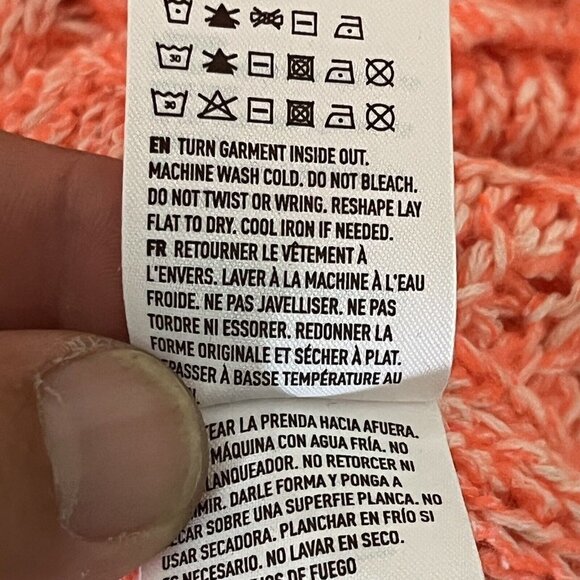 30
30
EN TURN GARMENT INSIDE OUT.
MACHINE WASH COLD. DO NOT BLEACH.
DO NOT TWIST OR WRING. RESHAPE LAY
FLAT TO DRY. COOL IRON IF NEEDED.
FR RETOURNER LE VÊTEMENT À
L'ENVERS. LAVER À LA MACHINE À L'EAU
FROIDE. NE PAS JAVELLISER. NE PAS
TORDRE NI ESSORER. REDONNER LA
FORME ORIGINALE ET SÉCHER À PLAT.
PASSER À BASSE TEMPÉRATURE AU
LA PRENDA HACIA AFUERA.
MÁQUINA CON AGUA FRÍA. NO
LANQUEADOR. NO RETORCER NI
DARLE FORMA Y PONGA A
SOBRE UNA SUPERFIE PLANCA. NO
USAR SECADORA. PLANCHAR EN FRÍO SI
NECESARIO. NO LAVAR EN SECO.
DE FUEGO